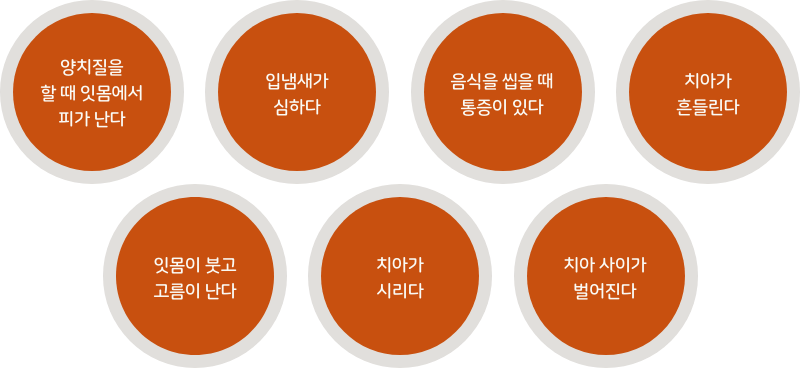 양치질을
할 때 잇몸에서
피가 난다
입냄새가
심하다
음식을 씹을 때
통증이 있다
치아가
흔들린다
잇몸이 붓고
고름이 난다
치아가
시리다
치아 사이가
벌어진다